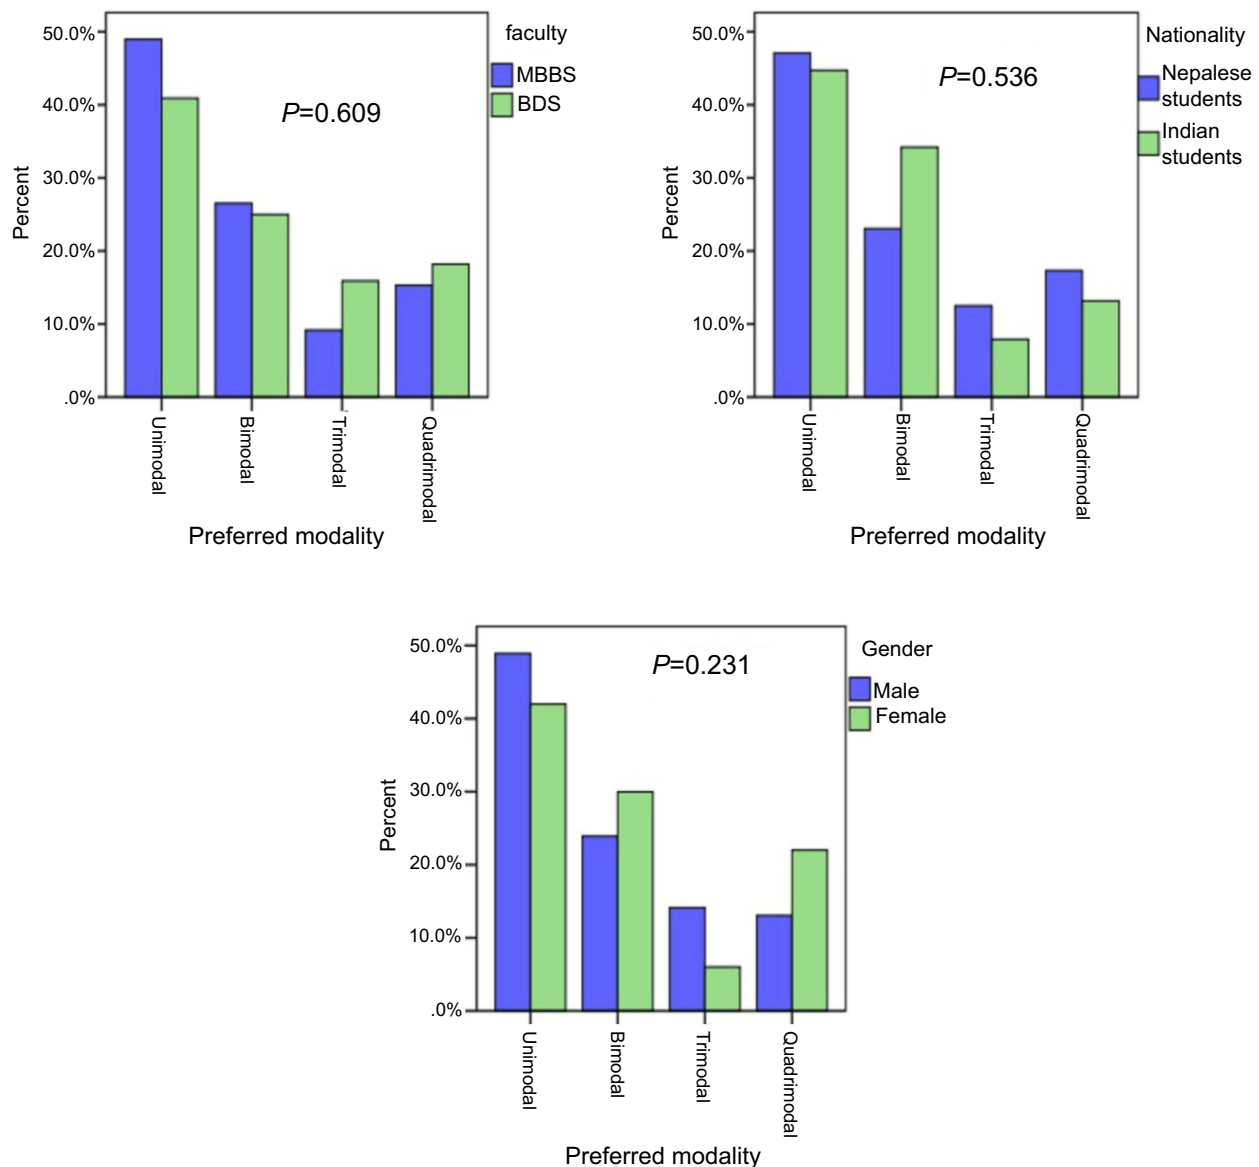 50.0%
40.0%
30.0%
20.0%
10.0%
.0%
Percent
P=0.609
faculty
MBBS
BDS
Unimodal
Bimodal
Trimodal
Quadrimodal
Preferred modality
50.0%
40.0%
30.0%
20.0%
10.0%
.0%
Percent
P=0.536
Nationality
Nepalese
students
Indian
students
Unimodal
Bimodal
Trimodal
Quadrimodal
Preferred modality
50.0%
40.0%
30.0%
20.0%
10.0%
.0%
Percent
P=0.231
Gender
Male
Female
Unimodal
Bimodal
Trimodal
Quadrimodal
Preferred modality